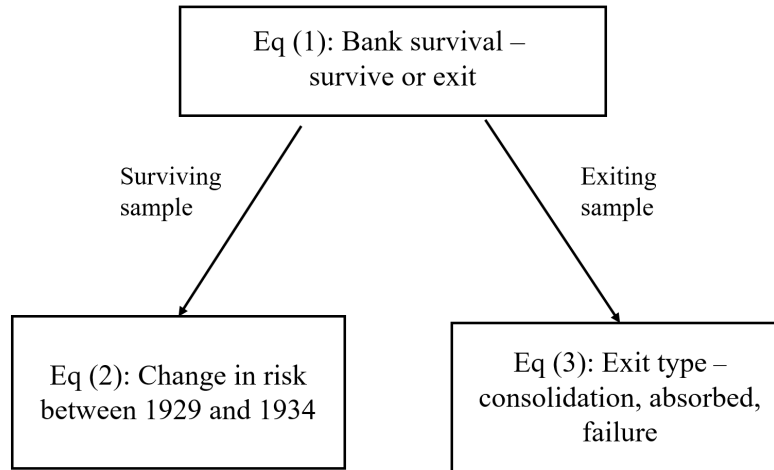 Eq (1): Bank survival –
survive or exit
Surviving
sample
Exiting
sample
Eq (2): Change in risk
between 1929 and 1934
Eq (3): Exit type –
consolidation, absorbed,
failure